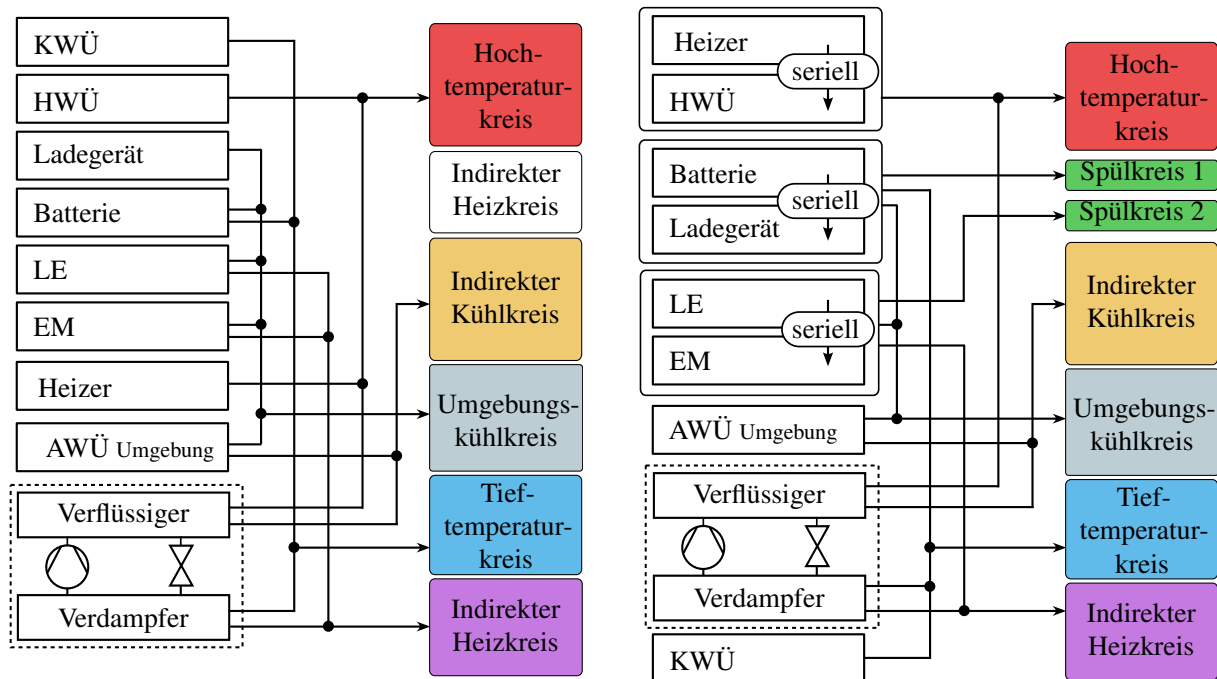 KWÜ
HWÜ
Ladegerät
Batterie
LE
EM
Heizer
AWÜ Umgebung
Verflüssiger
Verdampfer
Hoch-
temperatur-
kreis
Indirekter
Heizkreis
Indirekter
Kühlkreis
Umgebungs-
kühlkreis
Tief-
temperatur-
kreis
Indirekter
Heizkreis
Heizer
seriell
HWÜ
Batterie
seriell
Ladegerät
LE
seriell
EM
AWÜ Umgebung
Verflüssiger
Verdampfer
KWÜ
Hoch-
temperatur-
kreis
Spülkreis 1
Spülkreis 2
Indirekter
Kühlkreis
Umgebungs-
kühlkreis
Tief-
temperatur-
kreis
Indirekter
Heizkreis